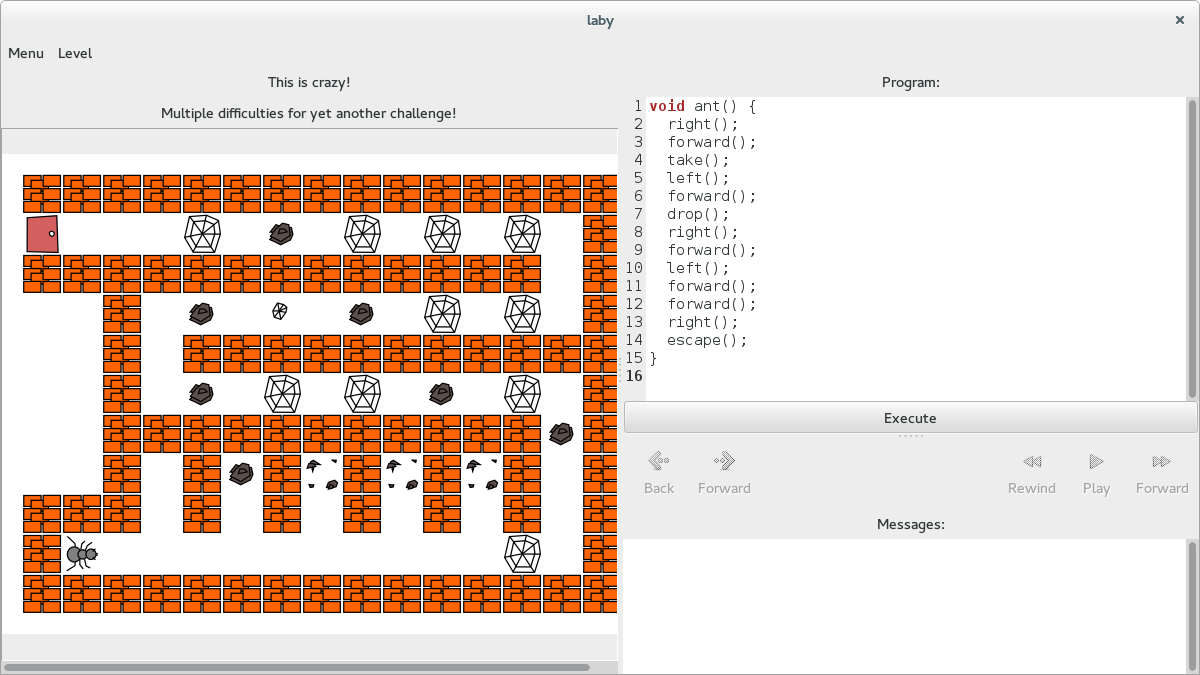 laby
Menu Level
This is crazy!
Multiple difficulties for yet another challenge!
Program:
1 void ant() {
2 right();
3 forward();
4 take();
5 left();
6 forward();
7 drop();
8 right();
9 forward();
10 left();
11 forward();
12 forward();
13 right();
14 escape();
15 }
16
Execute
Back Forward Rewind Play Forward
Messages: